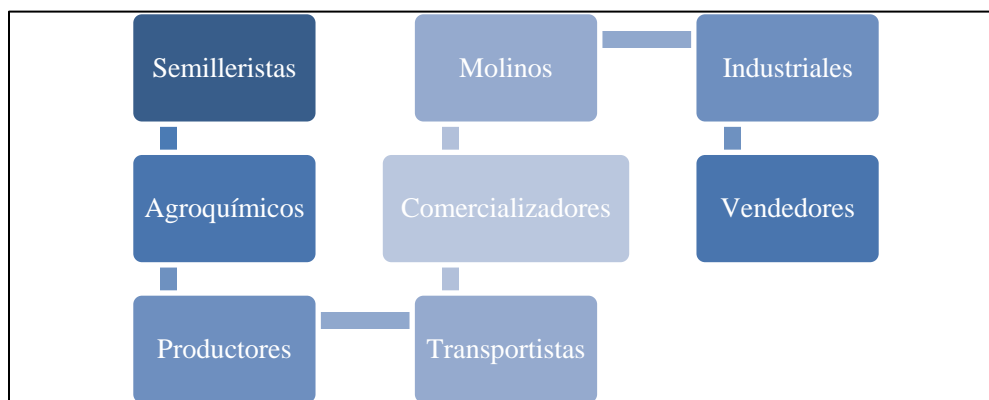 Semilleristas
Agroquímicos
Productores
Transportistas
Comercializadores
Molinos
Industriales
Vendedores